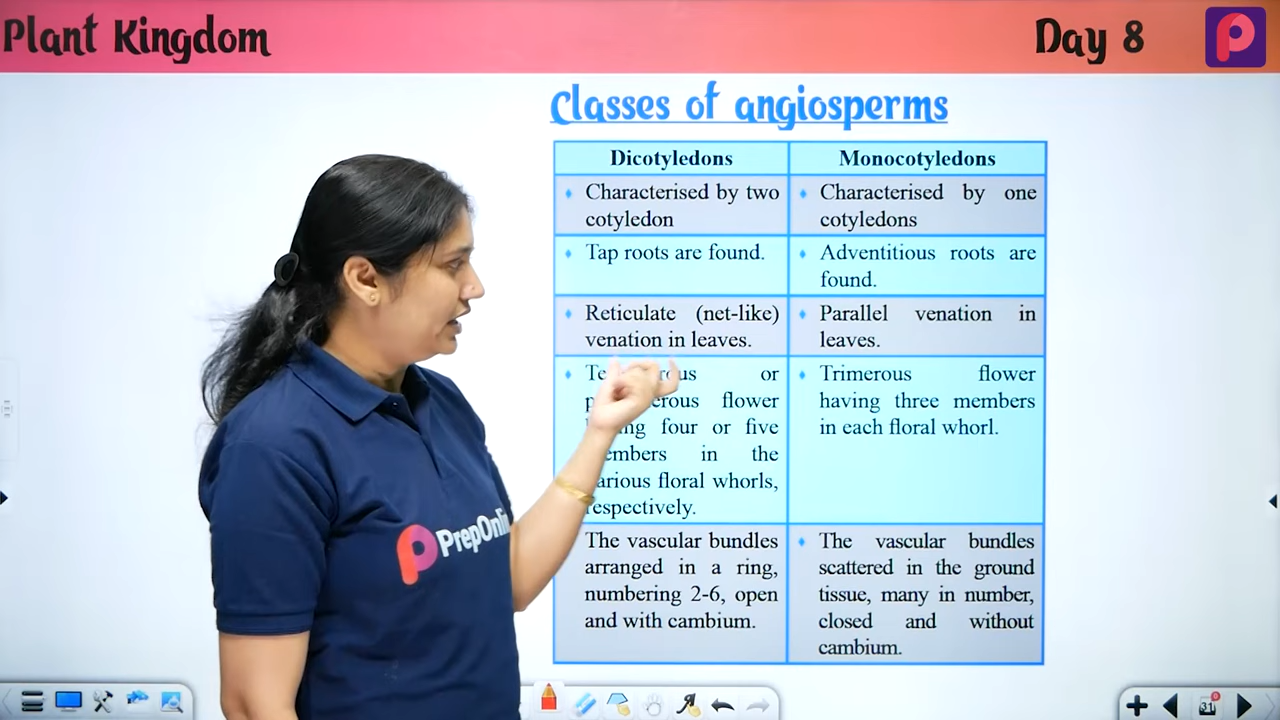 Plant Kingdom
Day 8
Classes of angiosperms
Dicotyledons
Monocotyledons
Characterised by two
cotyledon
Characterised by one
cotyledons
Tap roots are found.
Adventitious roots are
found.
Reticulate (net-like)
venation in leaves.
Parallel venation in
leaves.
or
flower
four or five
in the
floral whorls,
respectively.
Trimerous flower
having three members
in each floral whorl.
The vascular bundles
arranged in a ring,
numbering 2-6, open
and with cambium.
The vascular bundles
scattered in the ground
tissue, many in number,
closed and without
cambium.
31